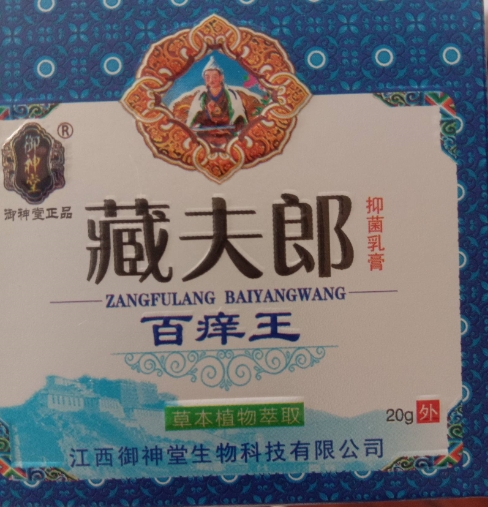 御神堂
®
御神堂正品
藏夫郎
抑菌乳膏
ZANGFULANG BAIYANGWANG
百痒王
草本植物萃取
20g 外
江西御神堂生物科技有限公司